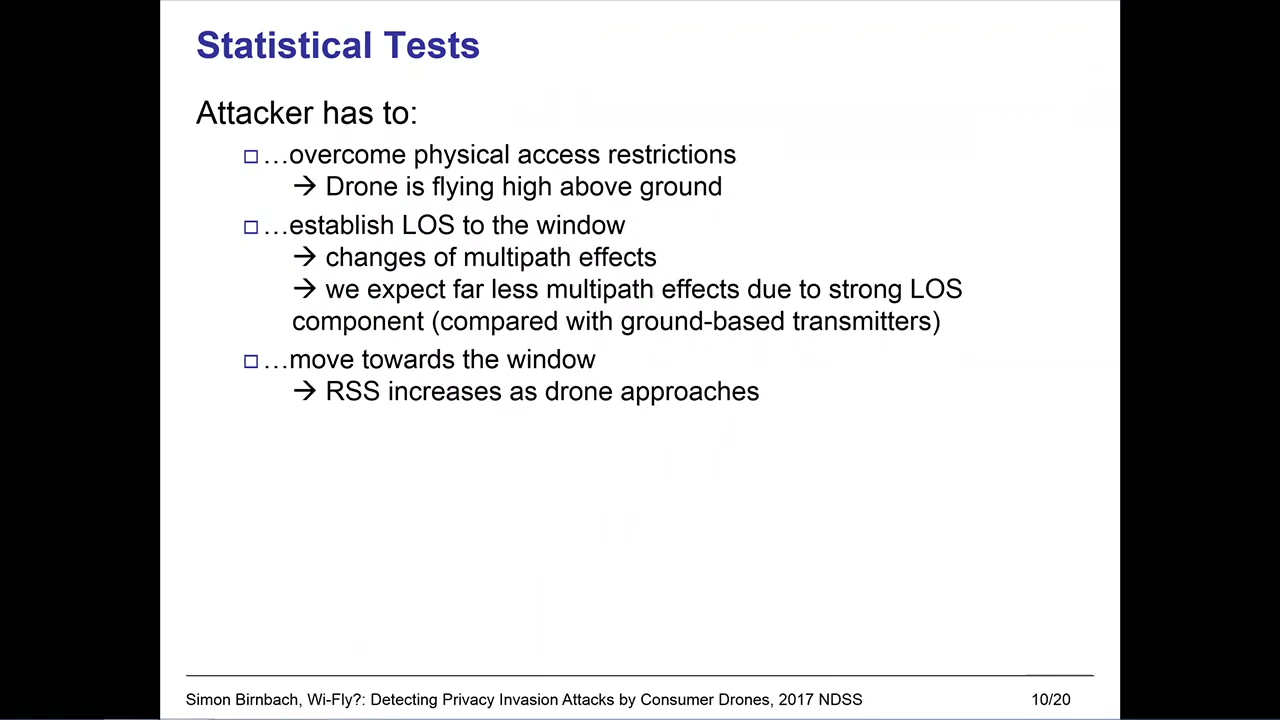 Statistical Tests
Attacker has to:
…overcome physical access restrictions
→ Drone is flying high above ground
…establish LOS to the window
→ changes of multipath effects
→ we expect far less multipath effects due to strong LOS
component (compared with ground-based transmitters)
…move towards the window
→ RSS increases as drone approaches
Simon Birnbach, Wi-Fly?: Detecting Privacy Invasion Attacks by Consumer Drones, 2017 NDSS 10/20